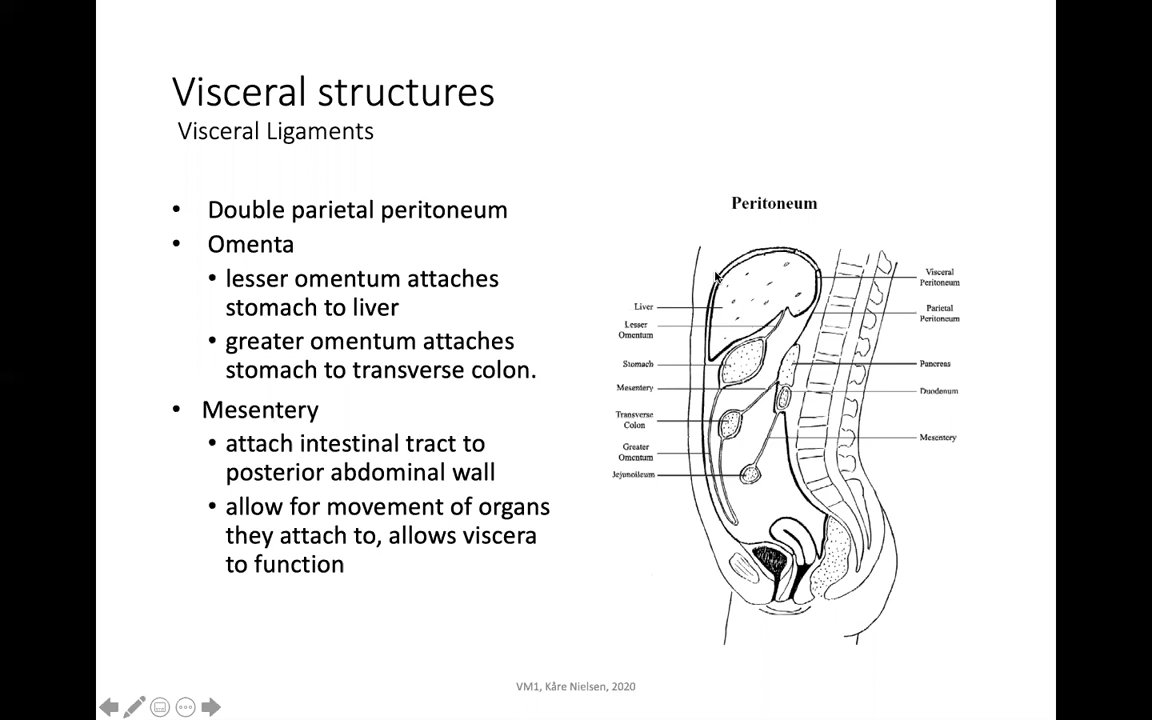 Visceral structures
Visceral Ligaments
• Double parietal peritoneum
• Omenta
• lesser omentum attaches
stomach to liver
• greater omentum attaches
stomach to transverse colon.
• Mesentery
• attach intestinal tract to
posterior abdominal wall
• allow for movement of organs
they attach to, allows viscera
to function
Peritoneum
Liver
Lesser
Omentum
Stomach
Mesentery
Transverse
Colon
Greater
Omentum
Jejunoileum
Visceral
Peritoneum
Parietal
Peritoneum
Pancreas
Duodenum
Mesentery
VM1, Kåre Nielsen, 2020